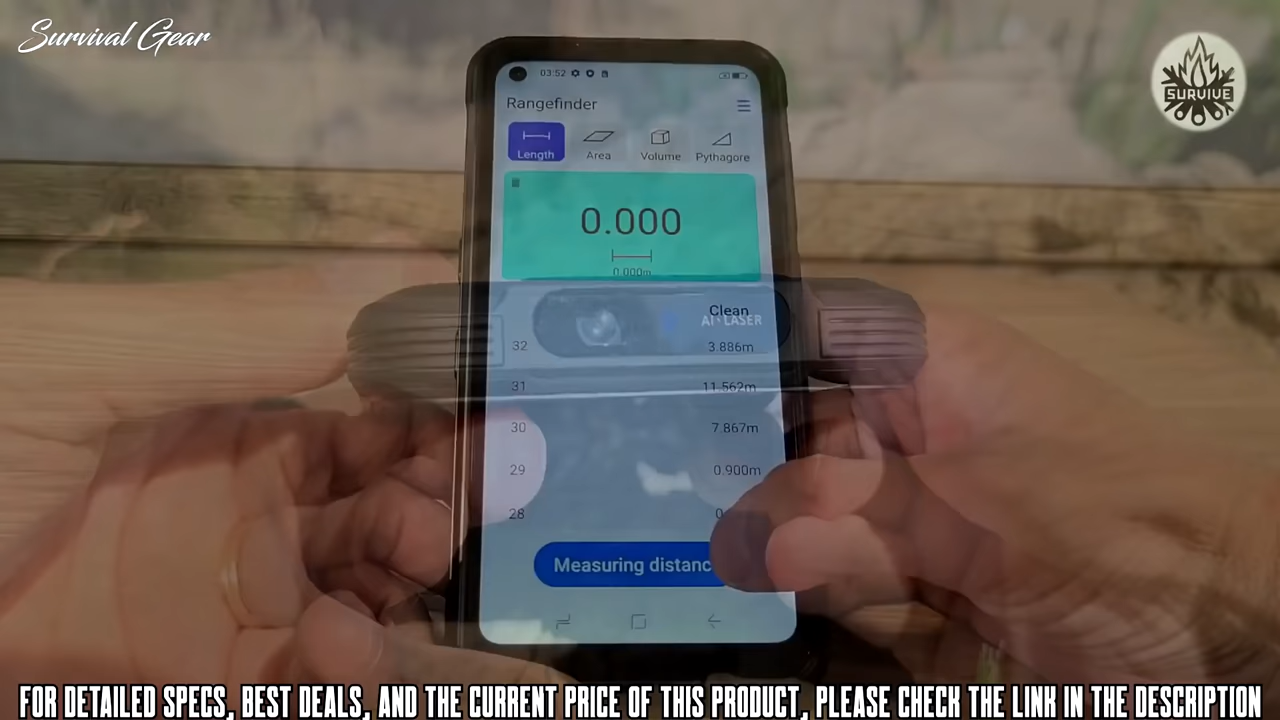 Survival Gear
SURVIVE
03:52
Rangefinder
Length Area Volume Pythagore
0.000
0.000m
Clean
AI·LASER
32 3.886m
31 11.562m
30 7.867m
29 0.900m
28
Measuring distanc
FOR DETAILED SPECS, BEST DEALS, AND THE CURRENT PRICE OF THIS PRODUCT, PLEASE CHECK THE LINK IN THE DESCRIPTION